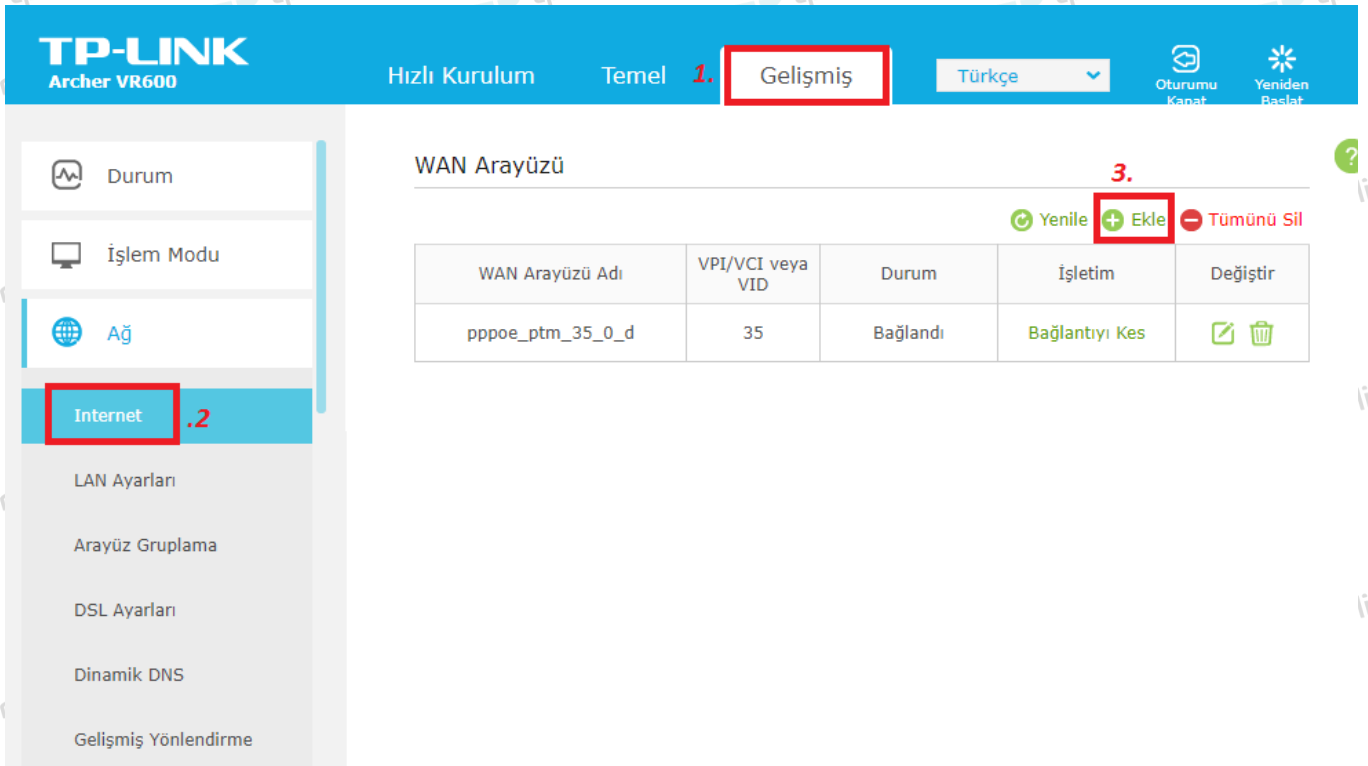 TP-LINK
Archer VR600
Hızlı Kurulum
Temel
1.
Gelişmiş
Türkçe
Oturumu
Kapat
Yeniden
Başlat
Durum
İşlem Modu
Ağ
Internet
.2
LAN Ayarları
Arayüz Gruplama
DSL Ayarları
Dinamik DNS
Gelişmiş Yönlendirme
WAN Arayüzü
?
3.
Yenile
Ekle
Tümünü Sil
WAN Arayüzü Adı
VPI/VCI veya
VID
Durum
İşletim
Değiştir
pppoe_ptm_35_0_d
35
Bağlandı
Bağlantıyı Kes